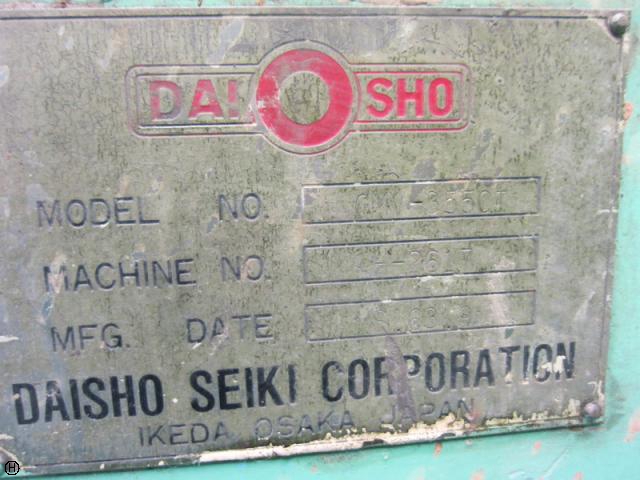 DAI SHO
MODEL NO.
MACHINE NO.
MFG. DATE
DAISHO SEIKI CORPORATION
IKEDA OSAKA JAPAN
H